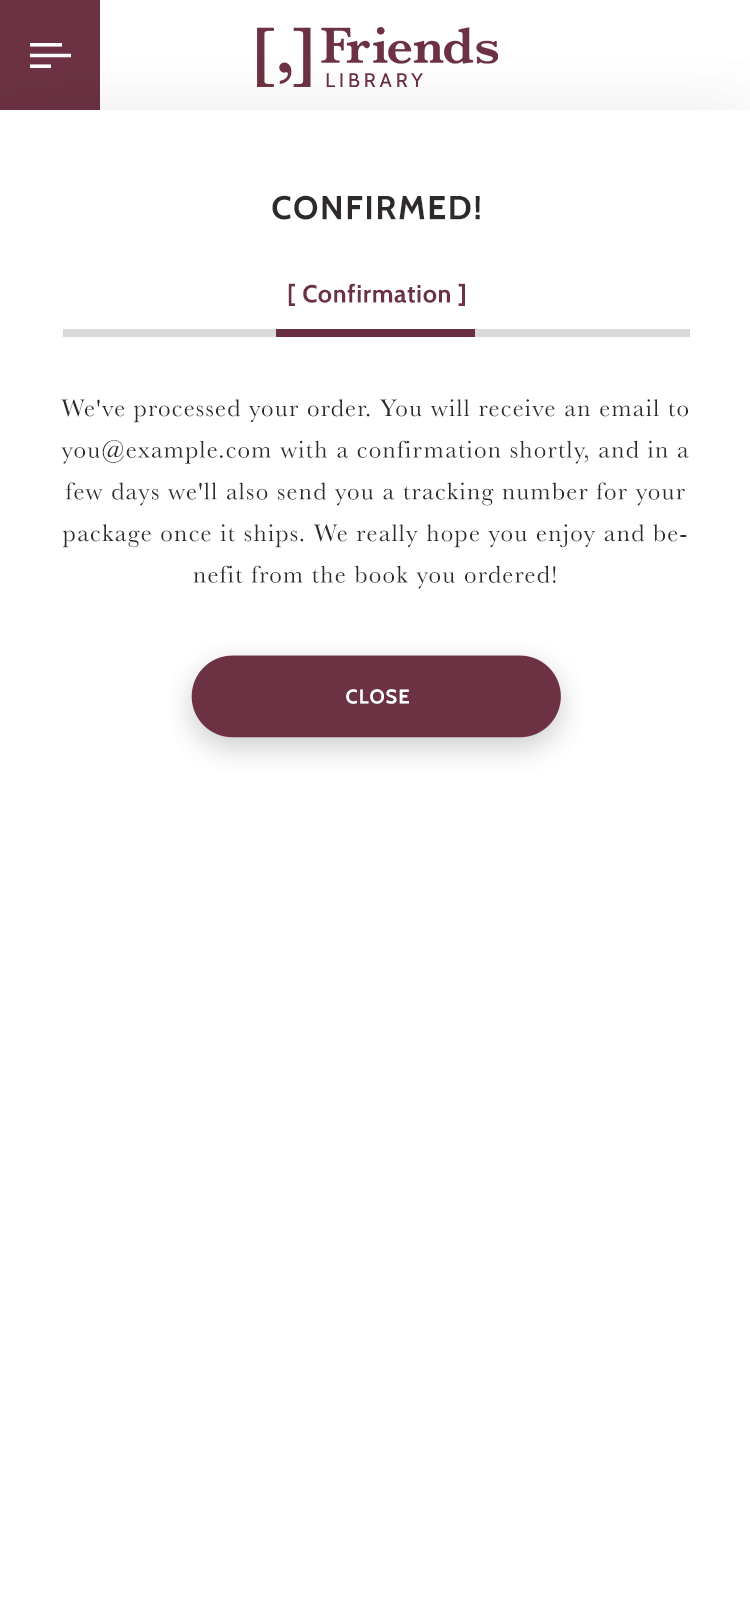 [,] Friends
LIBRARY
CONFIRMED!
[ Confirmation ]
We've processed your order. You will receive an email to
you@example.com with a confirmation shortly, and in a
few days we'll also send you a tracking number for your
package once it ships. We really hope you enjoy and be-
nefit from the book you ordered!
CLOSE